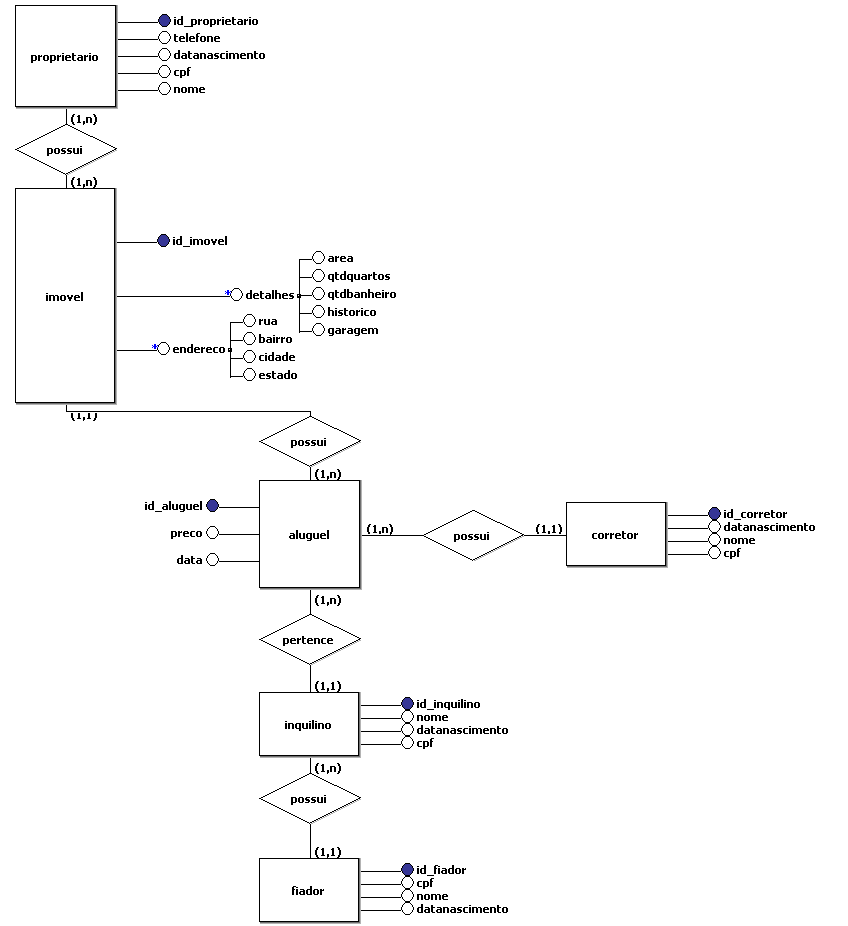 id_proprietario
telefone
proprietario
datanascimento
cpf
nome
(1,n)
possui
(1,n)
id_imovel
area
qtdquartos
imovel
* detalhes
qtdbanheiro
historico
garagem
rua
bairro
* endereco
cidade
estado
(1,1)
possui
(1,n)
id_aluguel
preco
data
aluguel
(1,n)
possui
(1,1)
corretor
id_corretor
datanascimento
nome
cpf
(1,n)
pertence
(1,1)
inquilino
id_inquilino
nome
datanascimento
cpf
(1,n)
possui
(1,1)
fiador
id_fiador
cpf
nome
datanascimento